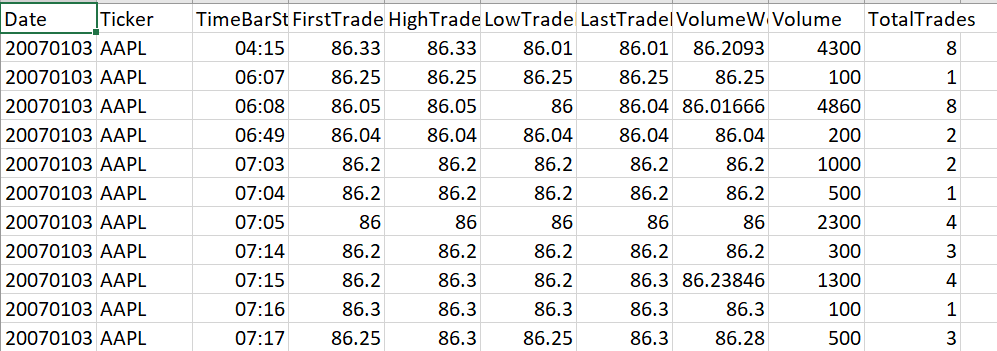 Date Ticker TimeBarSt FirstTrade HighTrade LowTrade LastTradel VolumeWe Volume TotalTrades
20070103 AAPL 04:15 86.33 86.33 86.01 86.01 86.2093 4300 8
20070103 AAPL 06:07 86.25 86.25 86.25 86.25 86.25 100 1
20070103 AAPL 06:08 86.05 86.05 86 86.04 86.01666 4860 8
20070103 AAPL 06:49 86.04 86.04 86.04 86.04 86.04 200 2
20070103 AAPL 07:03 86.2 86.2 86.2 86.2 86.2 1000 2
20070103 AAPL 07:04 86.2 86.2 86.2 86.2 86.2 500 1
20070103 AAPL 07:05 86 86 86 86 86 2300 4
20070103 AAPL 07:14 86.2 86.2 86.2 86.2 86.2 300 3
20070103 AAPL 07:15 86.2 86.3 86.2 86.3 86.23846 1300 4
20070103 AAPL 07:16 86.3 86.3 86.3 86.3 86.3 100 1
20070103 AAPL 07:17 86.25 86.3 86.25 86.3 86.28 500 3